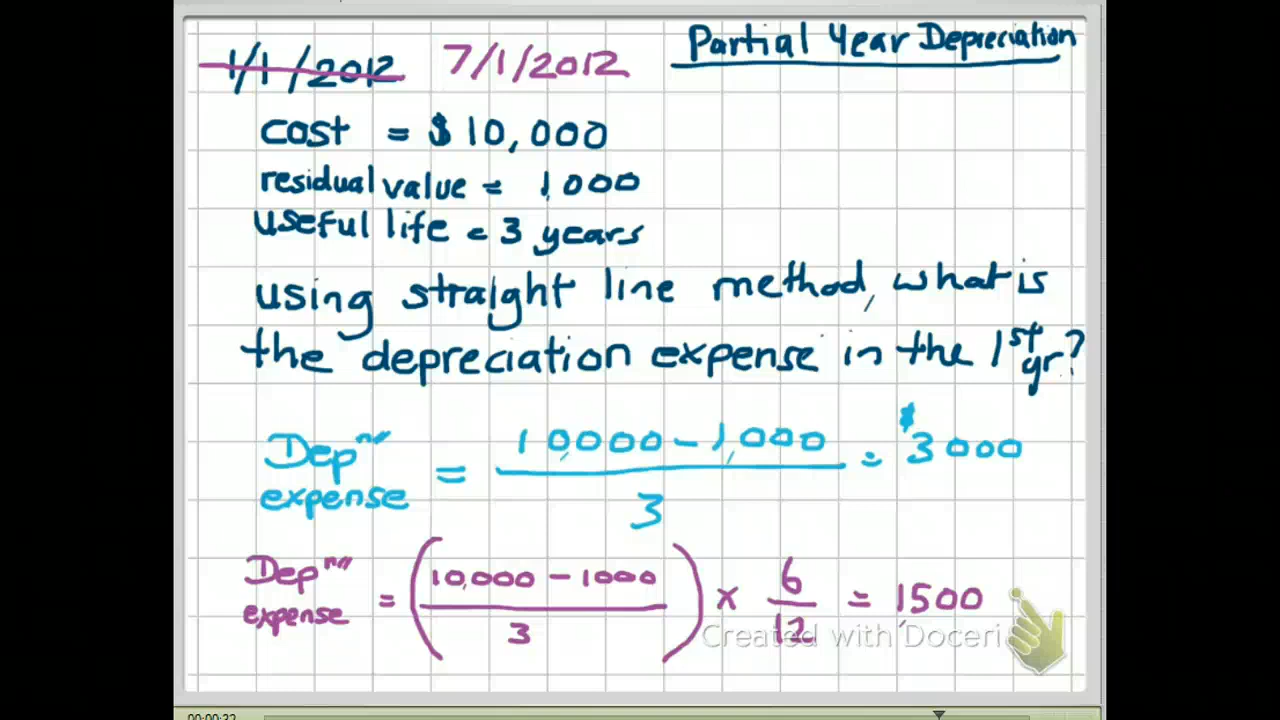 Partial Year Depreciation
1/1/2012 7/1/2012
cost = $10,000
residual value = 1,000
useful life = 3 years
using straight line method, what is
the depreciation expense in the 1st yr?
Depn expense = 10,000 - 1,000 / 3 = $3000
Depn expense = (10,000 - 1000 / 3) x 6/12 = 1500
Created with Doceri
00:00:32